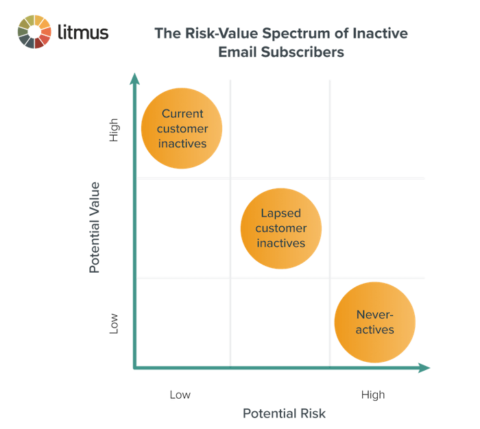 litmus
The Risk-Value Spectrum of Inactive
Email Subscribers
High
Potential Value
Low
Current
customer
inactives
Lapsed
customer
inactives
Never-
actives
Low
High
Potential Risk